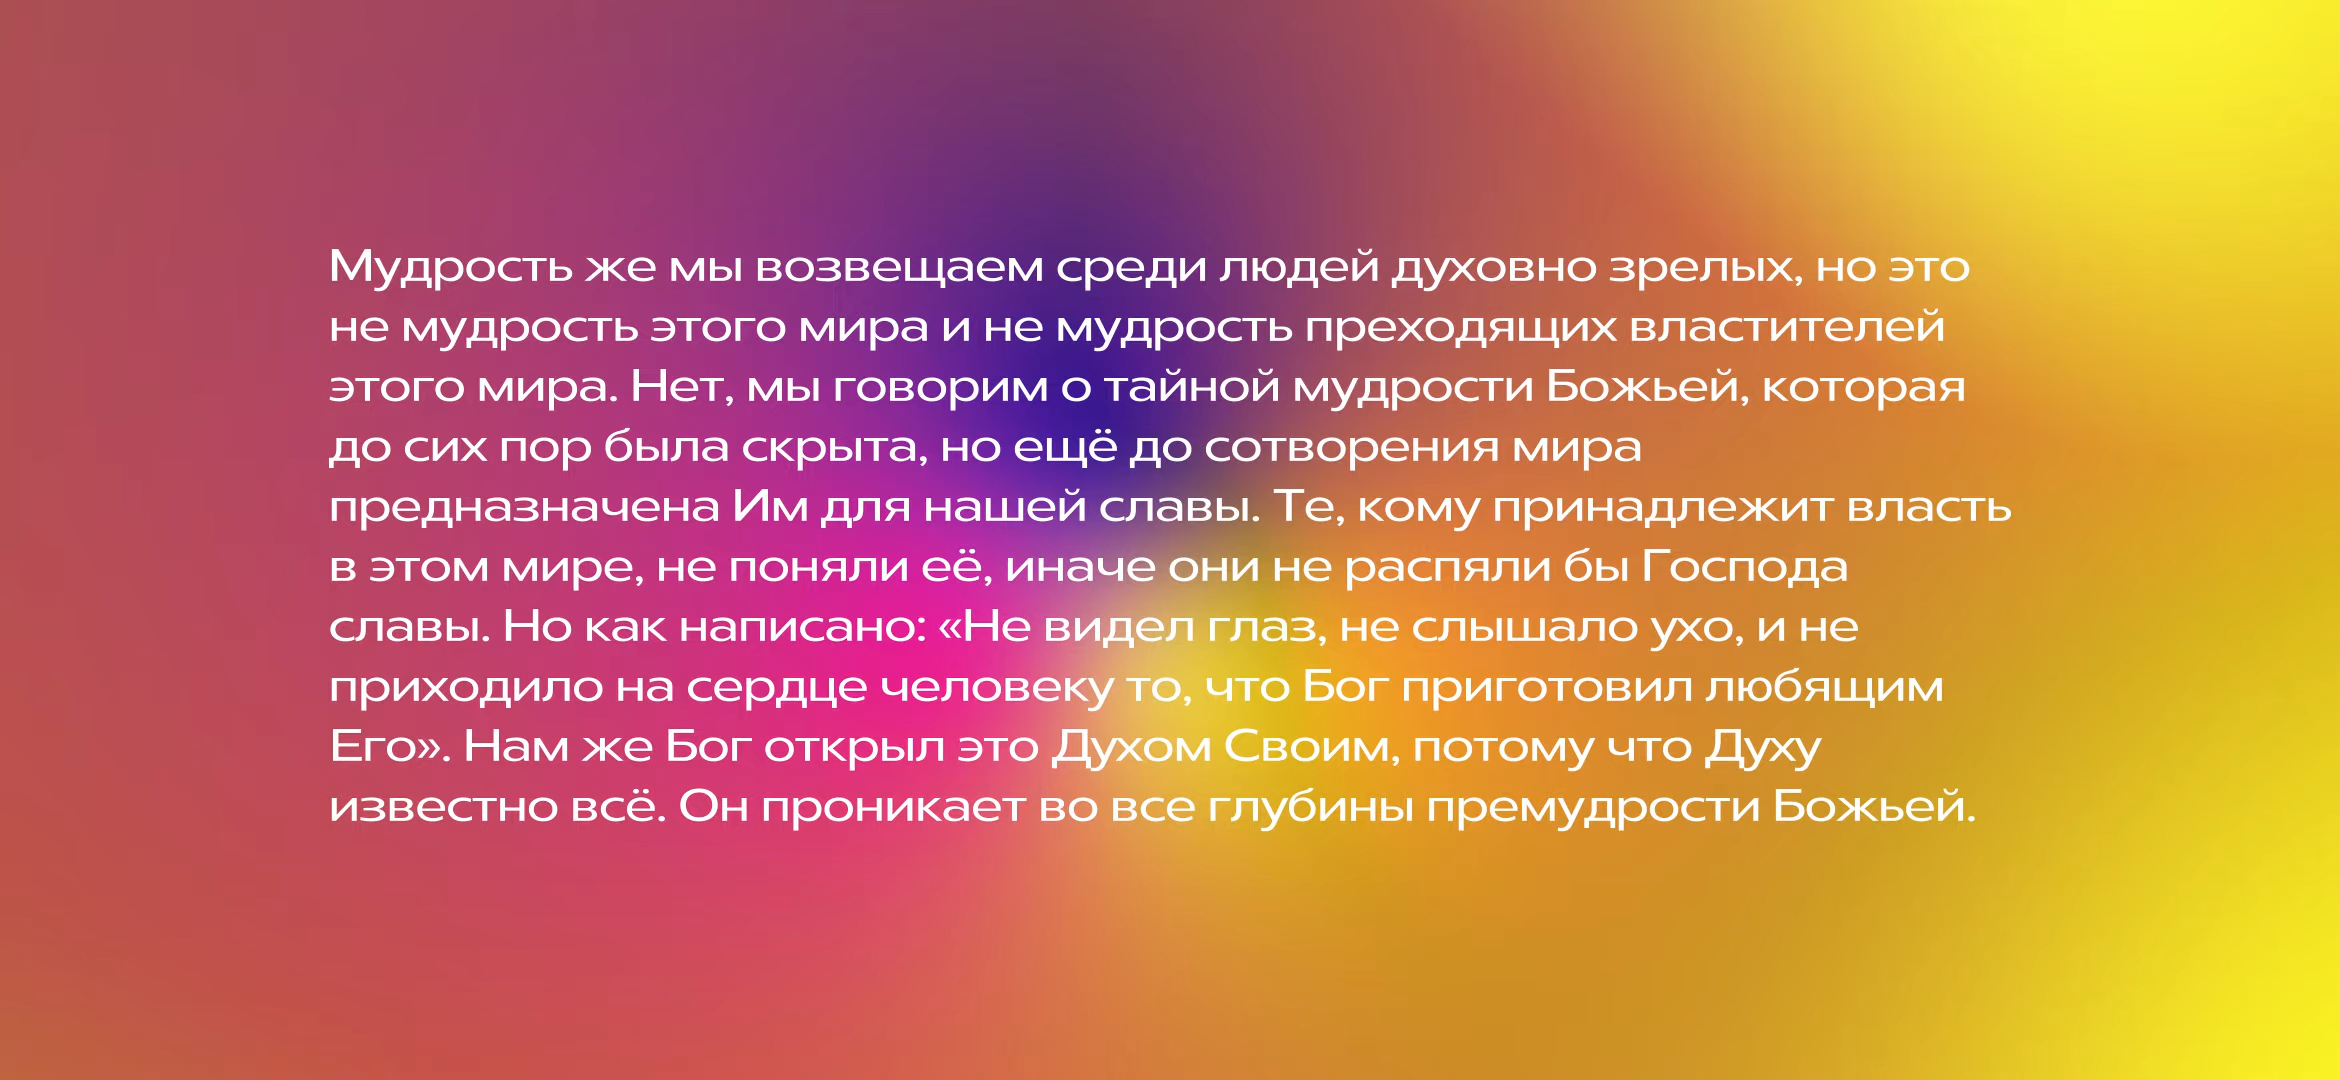 Мудрость же мы возвещаем среди людей духовно зрелых, но это
не мудрость этого мира и не мудрость преходящих властителей
этого мира. Нет, мы говорим о тайной мудрости Божьей, которая
до сих пор была скрыта, но ещё до сотворения мира
предназначена Им для нашей славы. Те, кому принадлежит власть
в этом мире, не поняли её, иначе они не распяли бы Господа
славы. Но как написано: «Не видел глаз, не слышало ухо, и не
приходило на сердце человеку то, что Бог приготовил любящим
Его». Нам же Бог открыл это Духом Своим, потому что Духу
известно всё. Он проникает во все глубины премудрости Божьей.